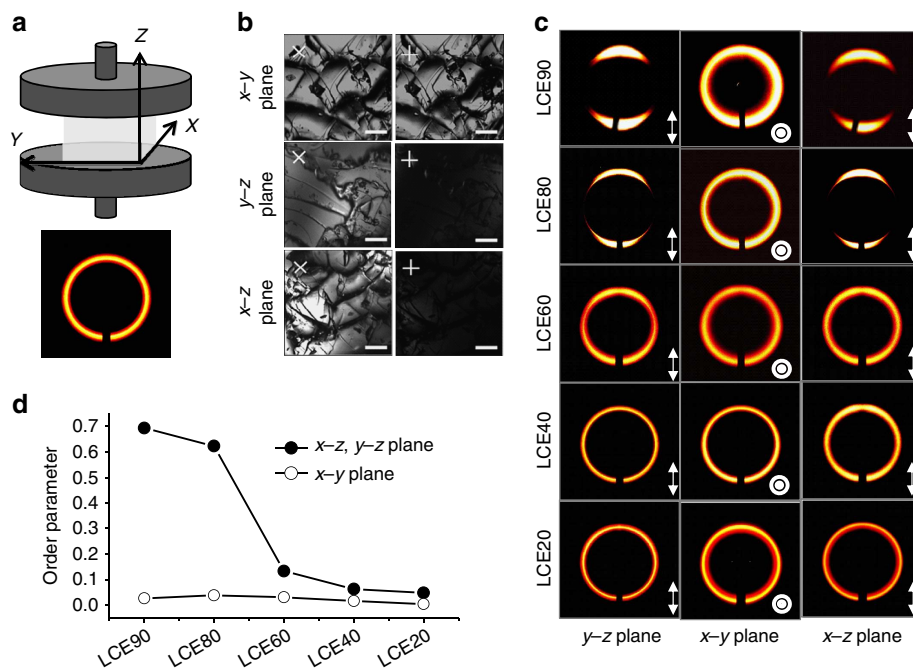 a
Z
Y
X
b
x–y
plane
y–z
plane
x–z
plane
c
LCE90
LCE80
LCE60
LCE40
LCE20
y–z plane
x–y plane
x–z plane
d
Order parameter
0.7
0.6
0.5
0.4
0.3
0.2
0.1
0.0
x–z, y–z plane
x–y plane
LCE90
LCE80
LCE60
LCE40
LCE20